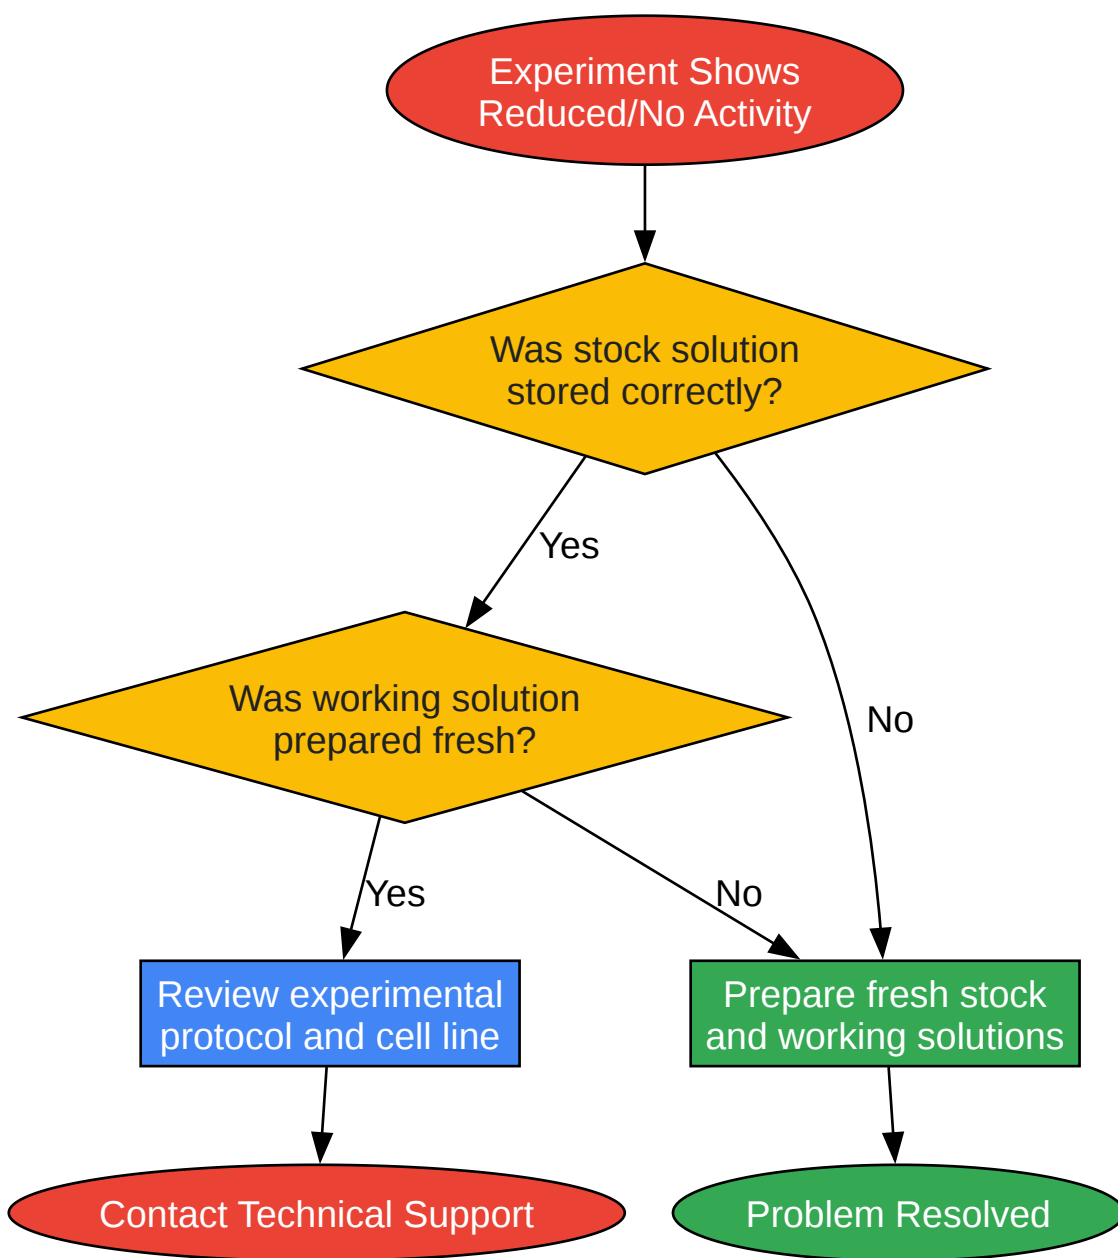 Experiment Shows
Reduced/No Activity
Was stock solution
stored correctly?
Yes
Was working solution
prepared fresh?
No
Yes
No
Review experimental
protocol and cell line
Prepare fresh stock
and working solutions
Contact Technical Support
Problem Resolved